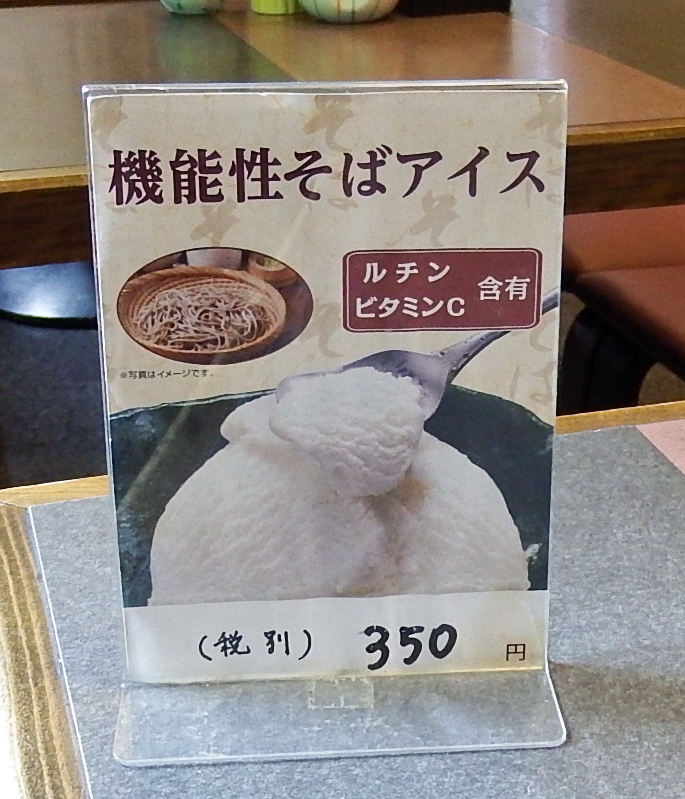 機能性そばアイス
ルチン
ビタミンC
含有
※写真はイメージです。
(税別) 350 円